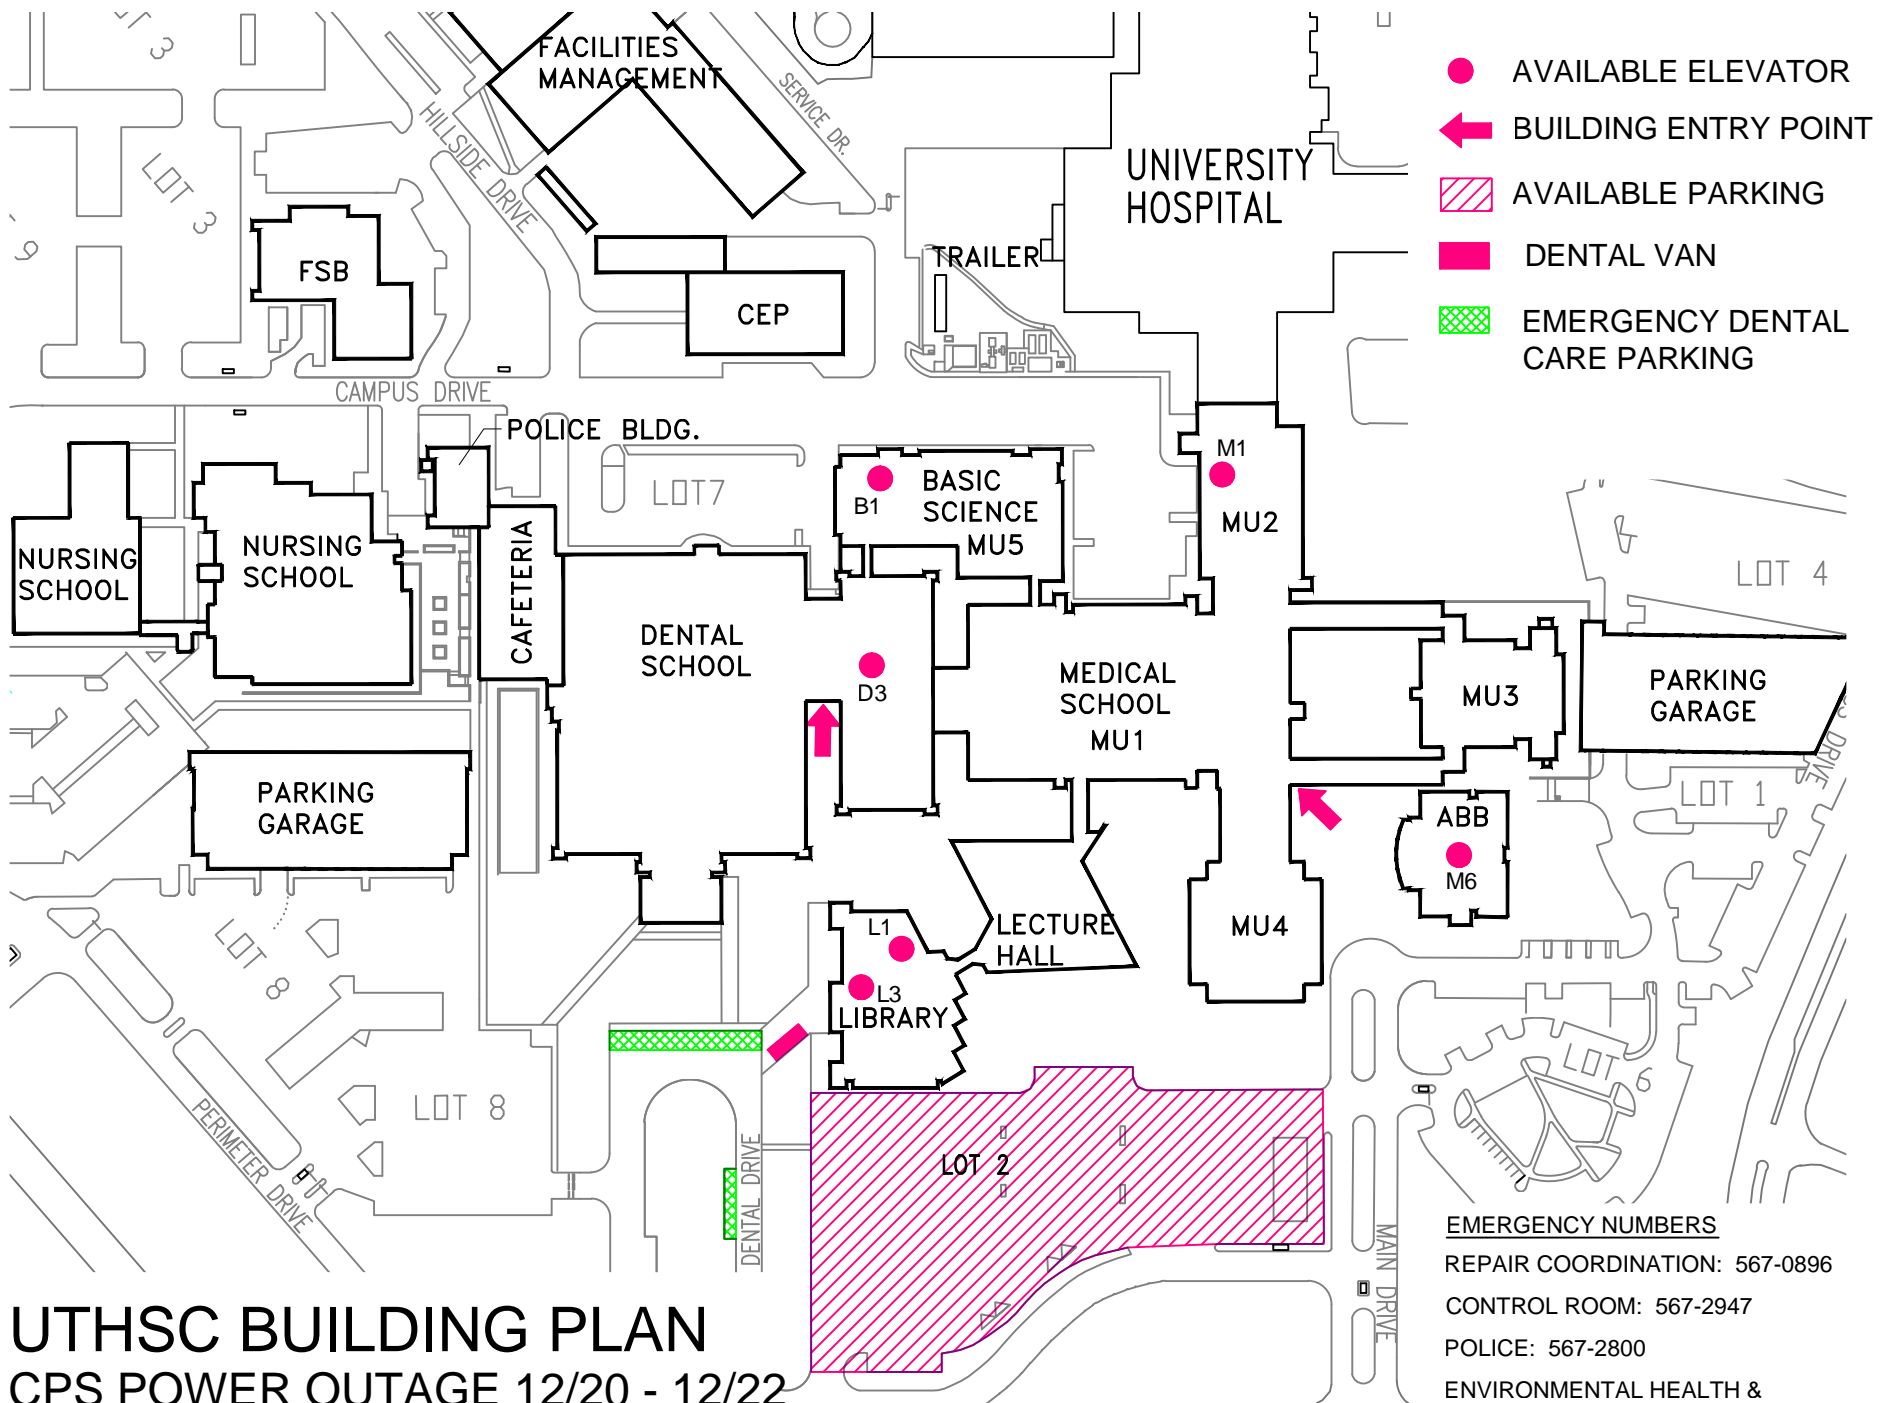 LOT 3
FACILITIES
MANAGEMENT
SERVICE DR.
HILLSIDE DRIVE
LOT 3
9
FSB
CEP
TRAILER
UNIVERSITY
HOSPITAL
AVAILABLE ELEVATOR
BUILDING ENTRY POINT
AVAILABLE PARKING
DENTAL VAN
EMERGENCY DENTAL
CARE PARKING
CAMPUS DRIVE
POLICE BLDG.
LOT7
B1
BASIC
SCIENCE
MU5
M1
MU2
LOT 4
NURSING
SCHOOL
NURSING
SCHOOL
CAFETERIA
DENTAL
SCHOOL
D3
MEDICAL
SCHOOL
MU1
MU3
PARKING
GARAGE
DRIVE
PARKING
GARAGE
LOT 1
ABB
M6
LOT 8
L1
L3
LIBRARY
LECTURE
HALL
MU4
LOT 6
LOT 8
PERIMETER DRIVE
DENTAL DRIVE
LOT 2
MAIN DRIVE
EMERGENCY NUMBERS
REPAIR COORDINATION: 567-0896
CONTROL ROOM: 567-2947
POLICE: 567-2800
ENVIRONMENTAL HEALTH &
UTHSC BUILDING PLAN
CPS POWER OUTAGE 12/20 - 12/22